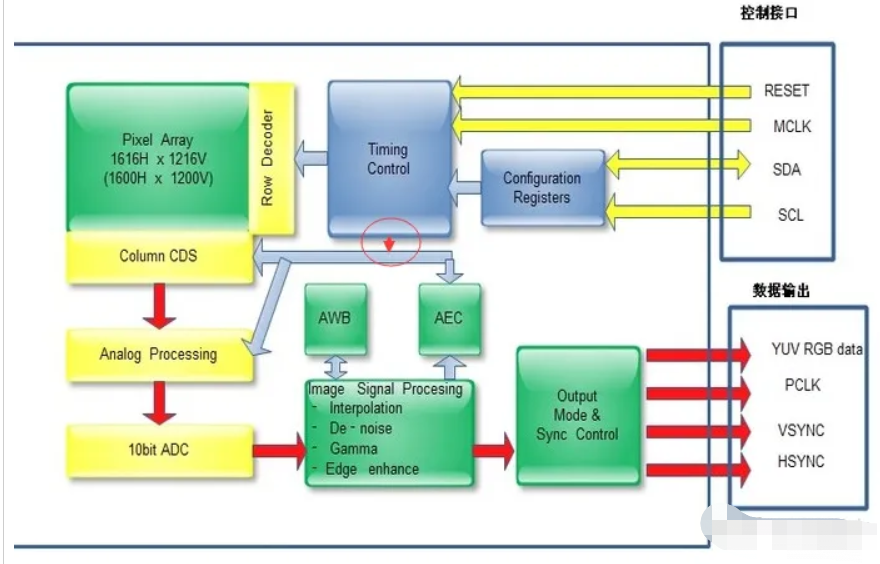 控制接口
Pixel Array
1616H x 1216V
(1600H x 1200V)
Row Decoder
Timing
Control
Configuration
Registers
RESET
MCLK
SDA
SCL
Column CDS
Analog Processing
10bit ADC
AWB
AEC
Image Signal Procesing
- Interpolation
- De - noise
- Gamma
- Edge enhance
Output
Mode &
Sync Control
数据输出
YUV RGB data
PCLK
VSYNC
HSYNC